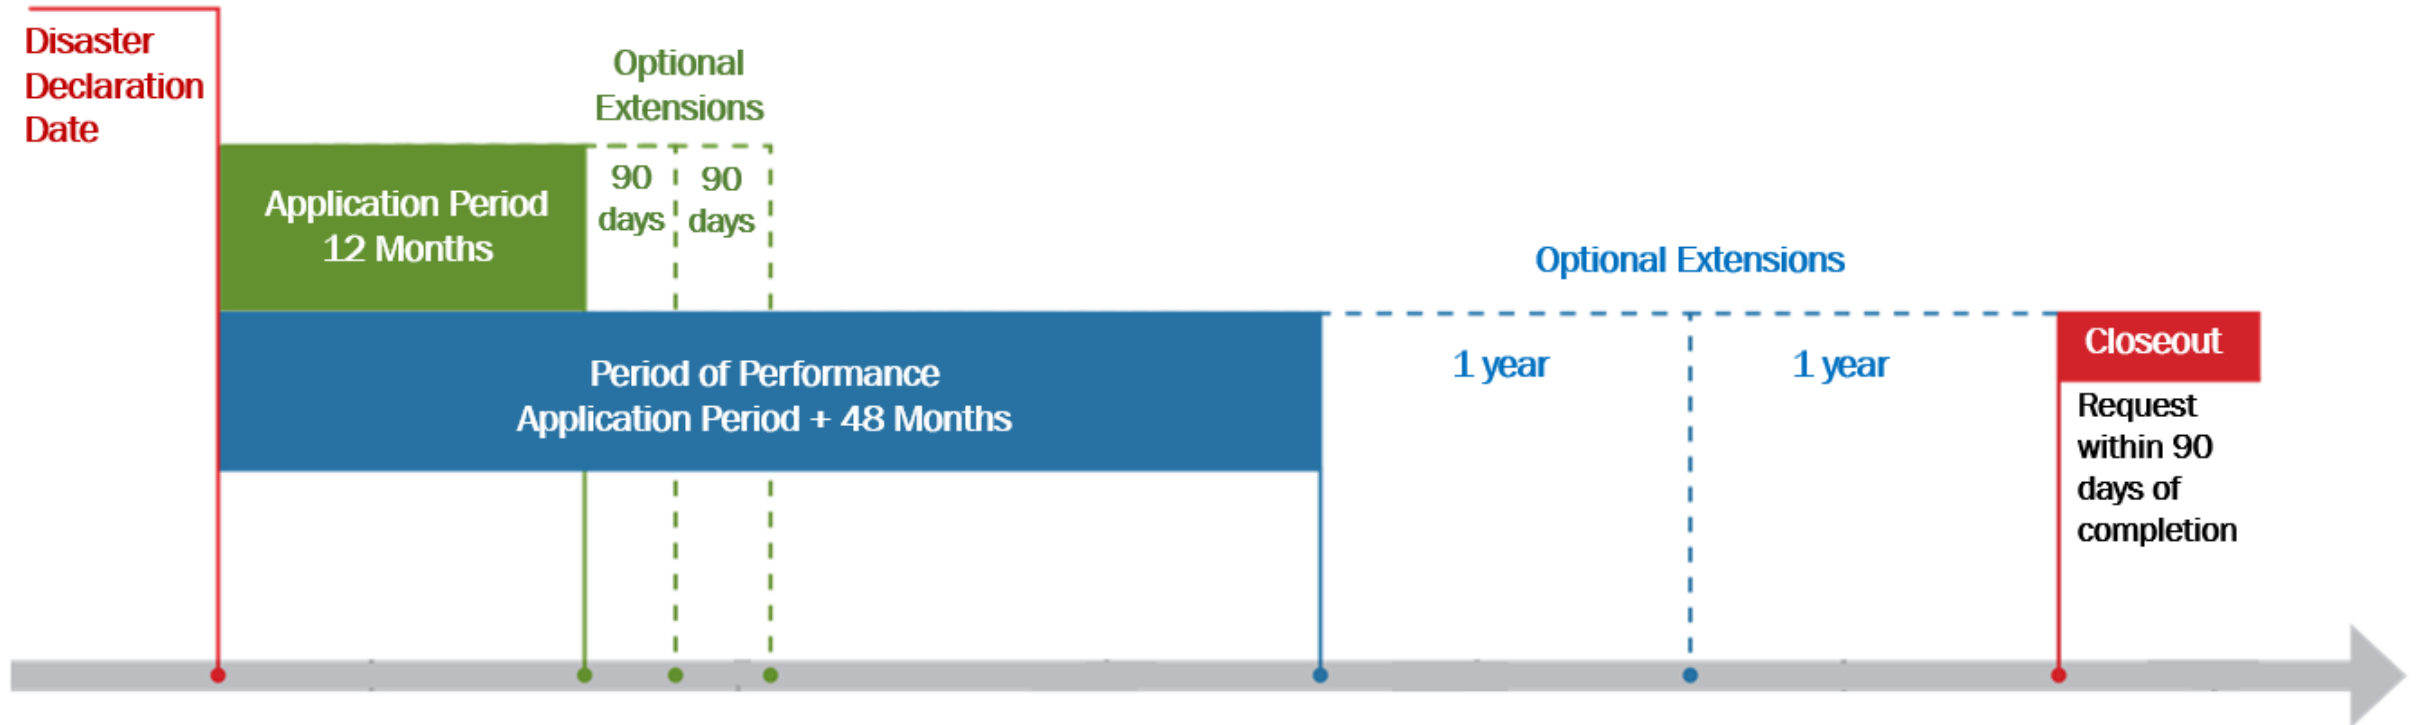 Disaster
Declaration
Date
Optional
Extensions
Application Period
12 Months
90
days
90
days
Period of Performance
Application Period + 48 Months
Optional Extensions
1 year
1 year
Closeout
Request
within 90
days of
completion